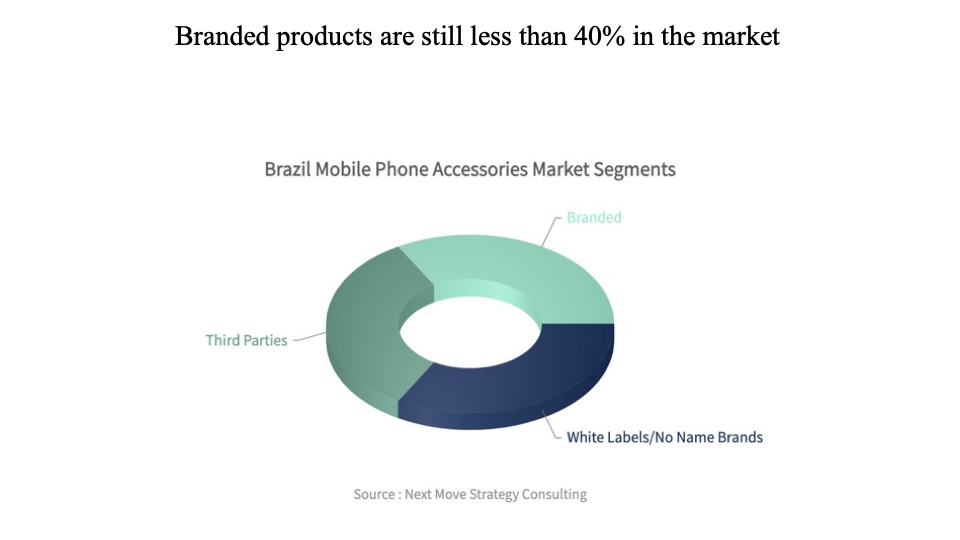 Branded products are still less than 40% in the market
Brazil Mobile Phone Accessories Market Segments
Branded
Third Parties
White Labels/No Name Brands
Source : Next Move Strategy Consulting